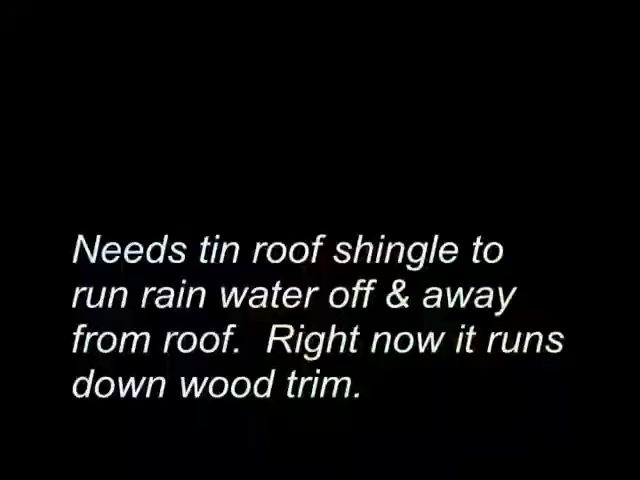 Needs tin roof shingle to
run rain water off & away
from roof.  Right now it runs
down wood trim.